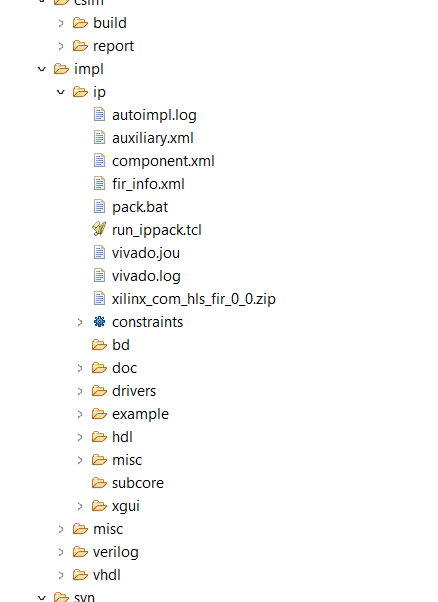 csim
build
report
impl
ip
autoimpl.log
auxiliary.xml
component.xml
fir_info.xml
pack.bat
run_ippack.tcl
vivado.jou
vivado.log
xilinx_com_hls_fir_0_0.zip
constraints
bd
doc
drivers
example
hdl
misc
subcore
xgui
misc
verilog
vhdl
syn